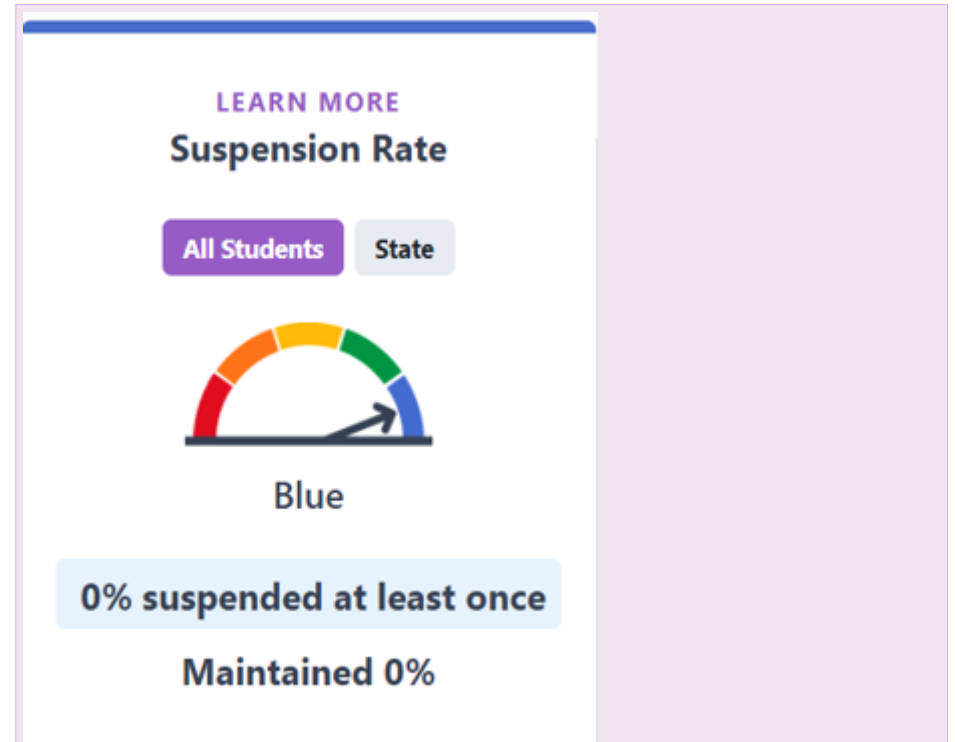 LEARN MORE
Suspension Rate
All Students State
Blue
0% suspended at least once
Maintained 0%